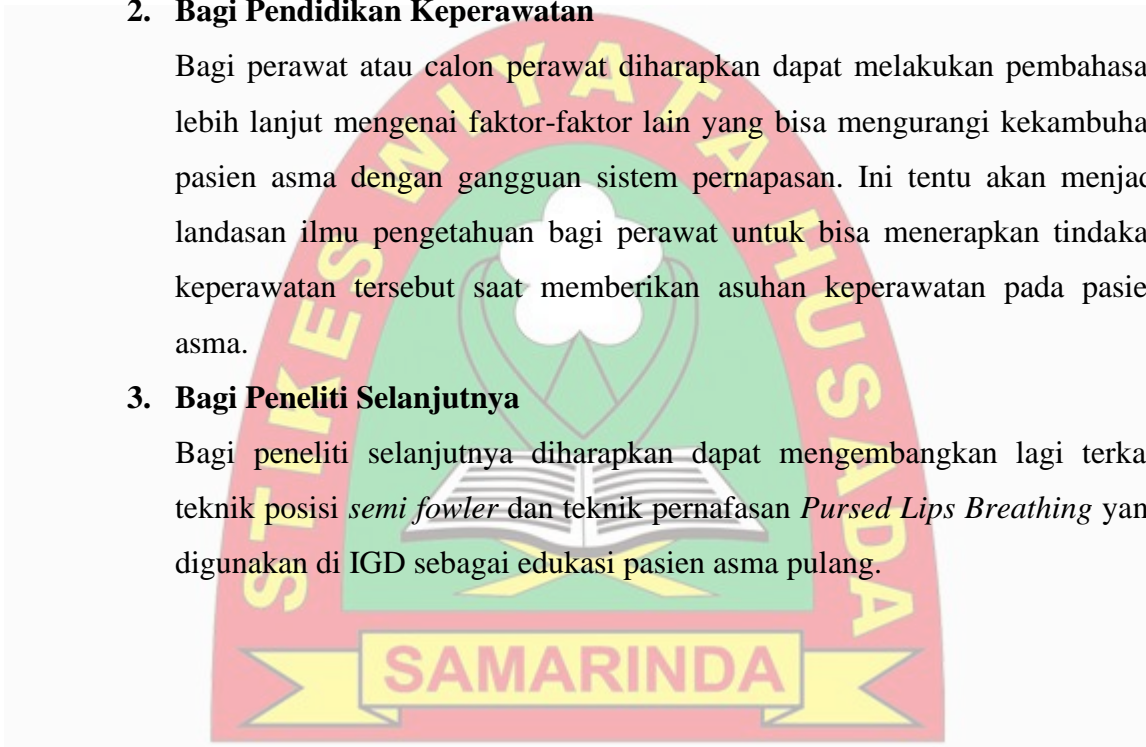 2. Bagi Pendidikan Keperawatan
Bagi perawat atau calon perawat diharapkan dapat melakukan pembahasa
lebih lanjut mengenai faktor-faktor lain yang bisa mengurangi kekambuha
pasien asma dengan gangguan sistem pernapasan. Ini tentu akan menjad
landasan ilmu pengetahuan bagi perawat untuk bisa menerapkan tindaka
keperawatan tersebut saat memberikan asuhan keperawatan pada pasie
asma.
3. Bagi Peneliti Selanjutnya
Bagi peneliti selanjutnya diharapkan dapat mengembangkan lagi terka
teknik posisi semi fowler dan teknik pernafasan Pursed Lips Breathing yan
digunakan di IGD sebagai edukasi pasien asma pulang.
STIKES WIYATA HUSADA
SAMARINDA